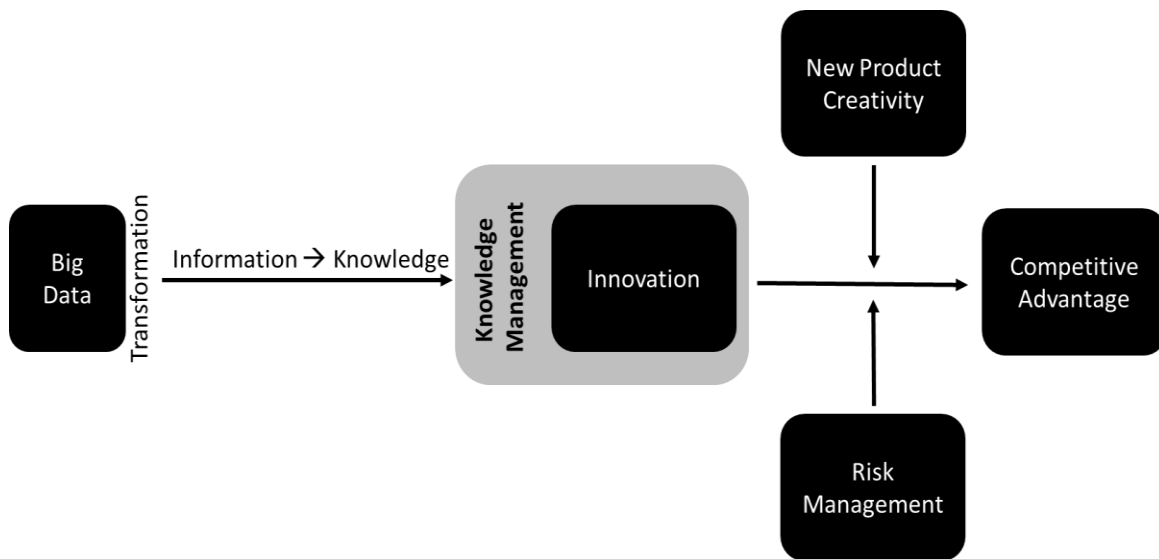 New Product
Creativity
Big
Data
Transformation
Information → Knowledge
Knowledge
Management
Innovation
Competitive
Advantage
Risk
Management